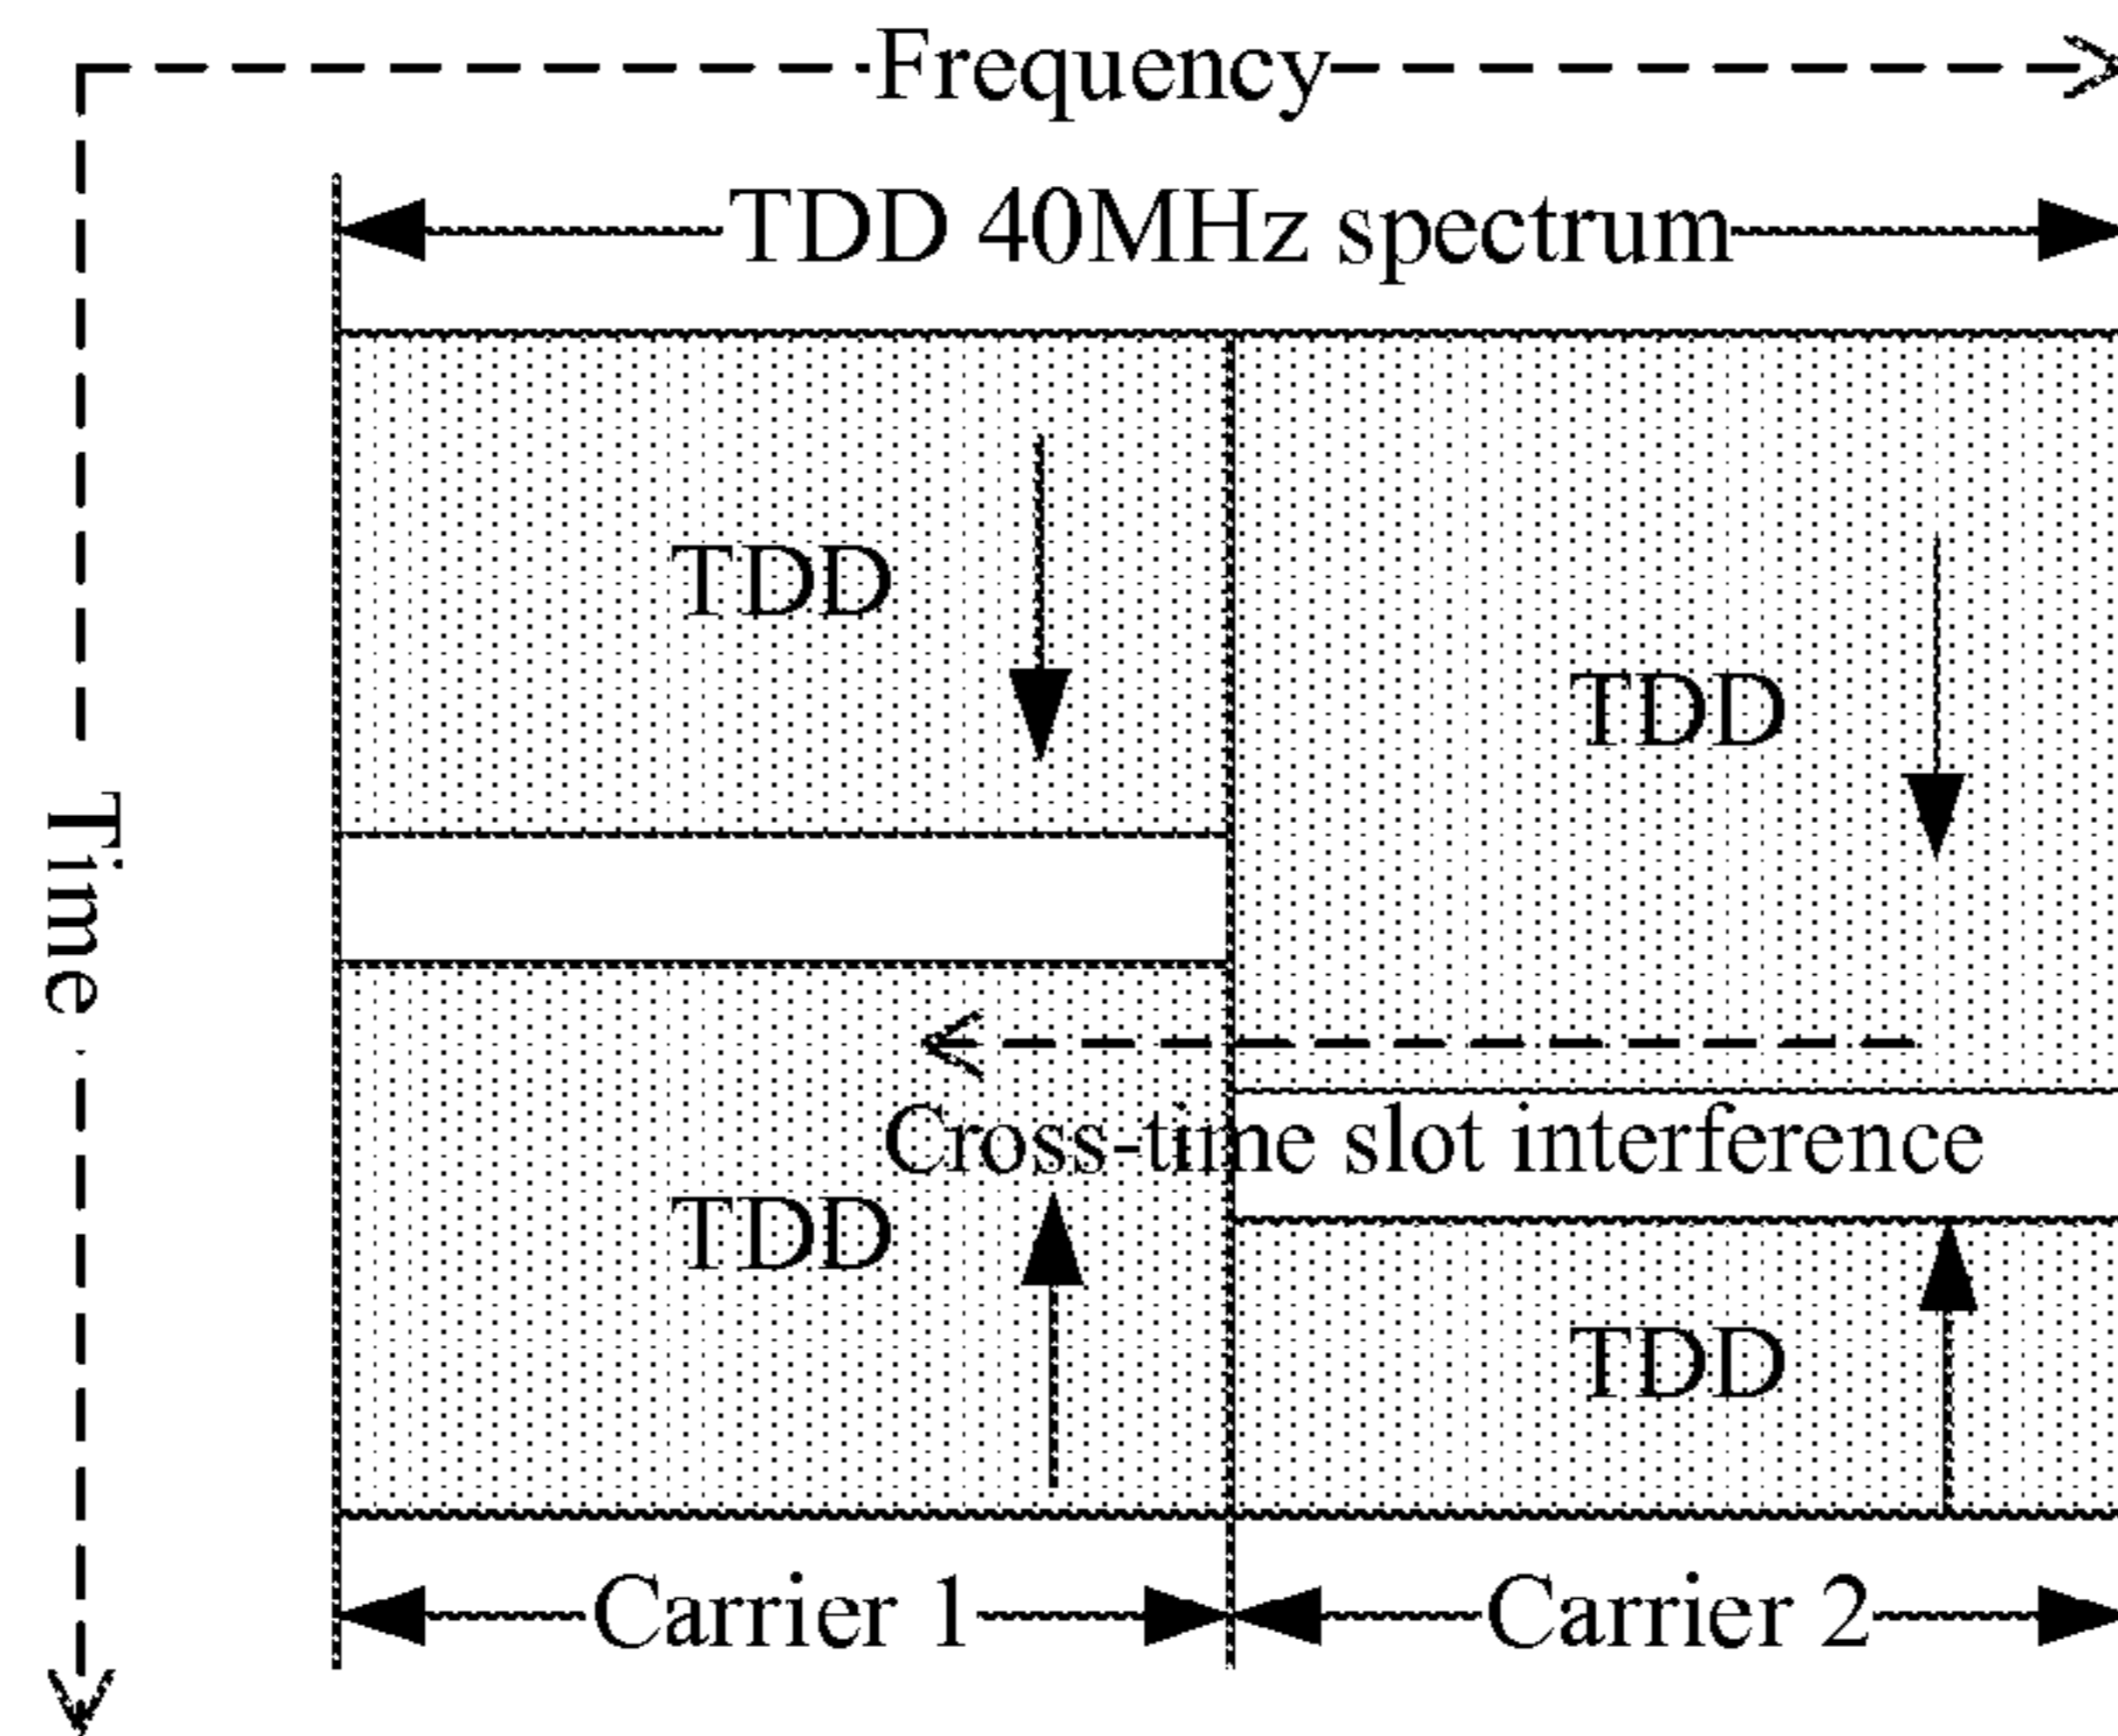 Frequency
TDD 40MHz spectrum
TDD
TDD
Time
Cross-time slot interference
TDD
TDD
Carrier 1
Carrier 2